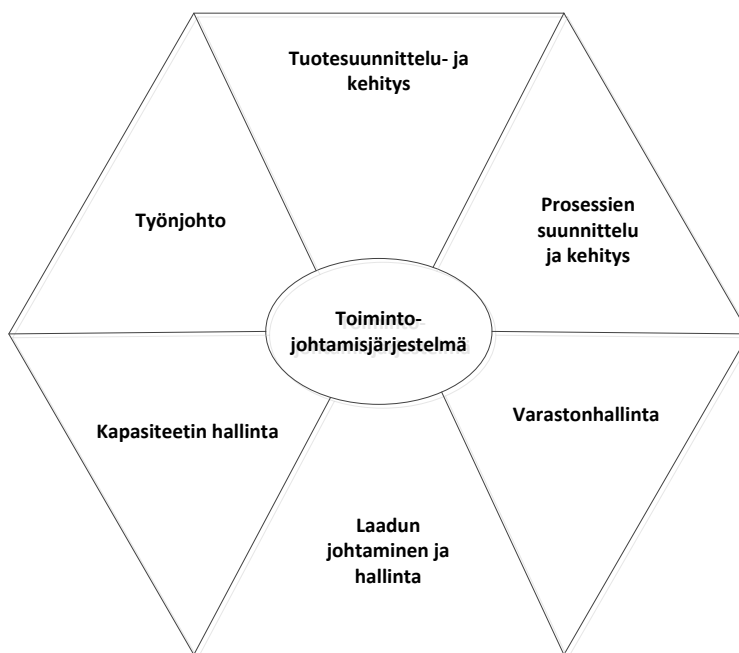 Tuotesuunnittelu- ja
kehitys
Työnjohto
Prosessien
suunnittelu
ja kehitys
Toiminto-
johtamisjärjestelmä
Kapasiteetin hallinta
Varastonhallinta
Laadun
johtaminen ja
hallinta